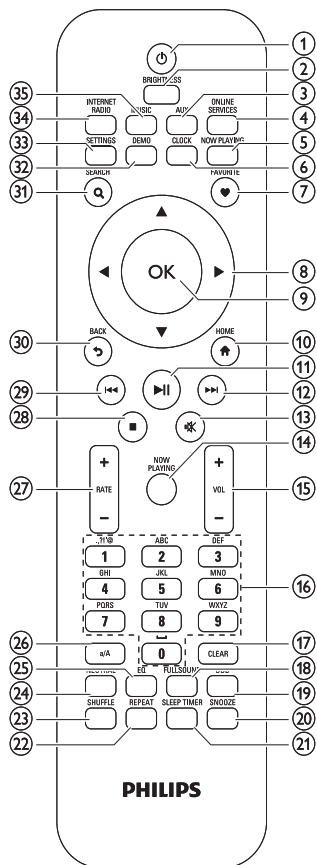 1
BRIGHTNESS
2
35
3
INTERNET RADIO
MUSIC
AUX
ONLINE SERVICES
34
4
33
SETTINGS
DEMO
CLOCK
NOW PLAYING
5
32
6
SEARCH
FAVORITE
31
7
OK
8
9
BACK
HOME
30
10
11
29
12
28
13
NOW PLAYING
14
+
+
27
RATE
VOL
15
−
−
.,?!'@
ABC
DEF
1
2
3
GHI
JKL
MNO
4
5
6
16
PQRS
TUV
WXYZ
7
8
9
26
17
a/A
0
CLEAR
25
EQ
FULLSOUND
18
24
19
SHUFFLE
REPEAT
SLEEP TIMER
SNOOZE
23
20
22
21
PHILIPS